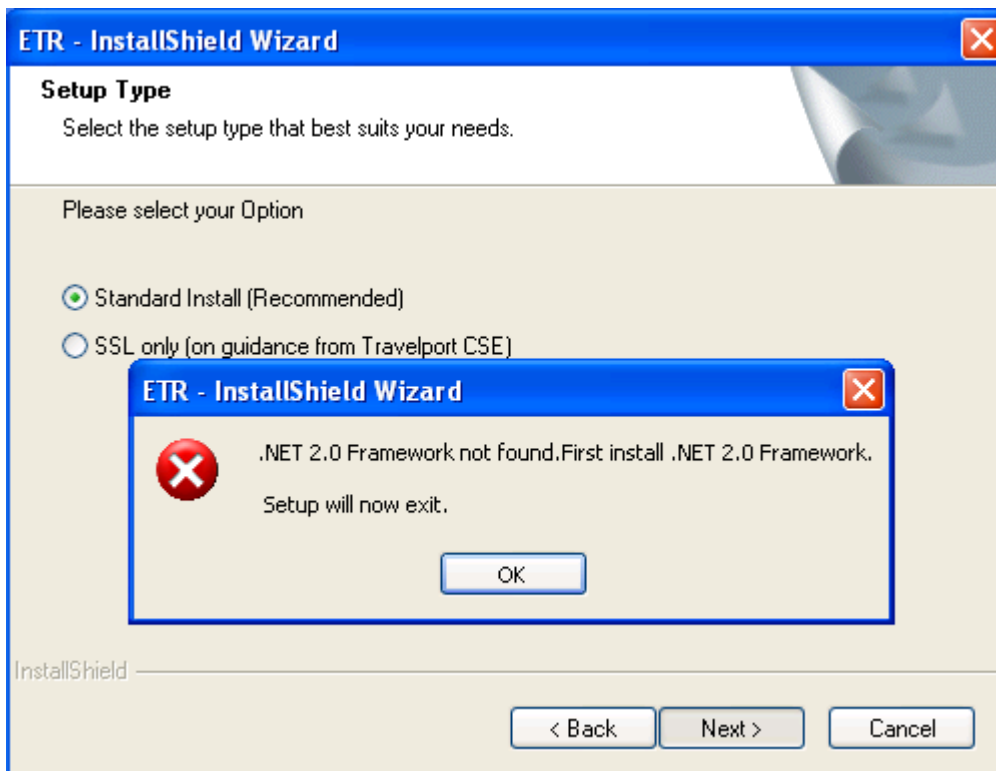 ETR - InstallShield Wizard
Setup Type
Select the setup type that best suits your needs.
Please select your Option
Standard Install (Recommended)
SSL only (on guidance from Travelport CSE)
ETR - InstallShield Wizard
.NET 2.0 Framework not found.First install .NET 2.0 Framework.
Setup will now exit.
OK
InstallShield
< Back
Next >
Cancel